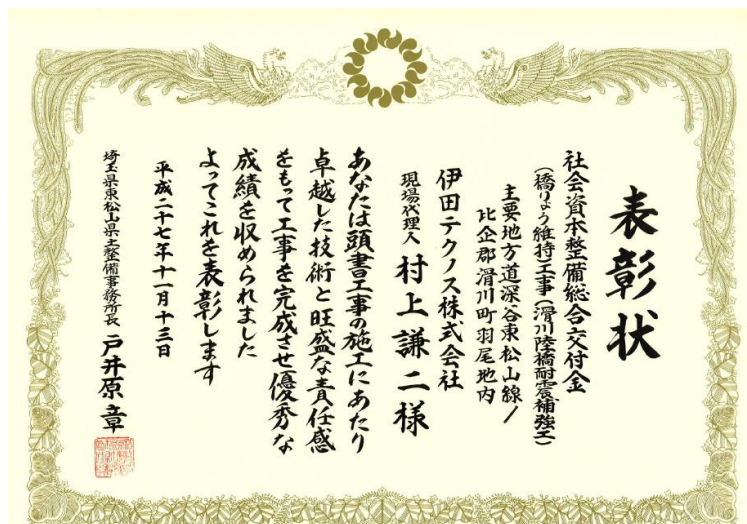 表彰状
社会資本整備総合交付金
（橋りょう維持工事（滑川陸橋耐震補強工）
主要地方道深谷東松山線／
比企郡滑川町羽尾地内
伊田テクノス株式会社
現場代理人 村上謙二様
あなたは頭書工事の施工にあたり
卓越した技術と旺盛な責任感
をもって工事を完成させ優秀な
成績を収められました
よってこれを表彰します
平成二十七年十一月十三日
埼玉県東松山県土整備事務所長 戸井原章